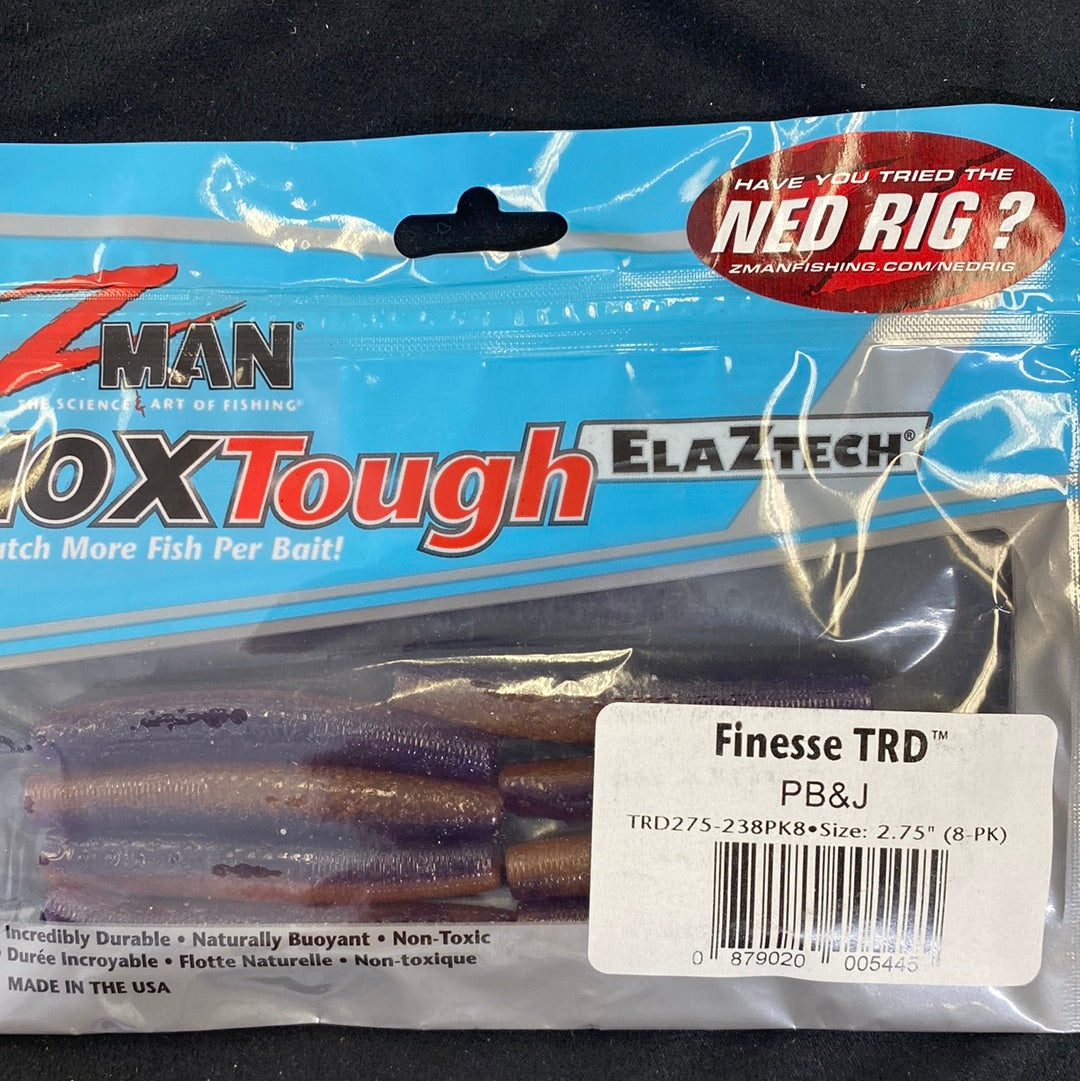 HAVE YOU TRIED THE
NED RIG ?
ZMANFISHING.COM/NEDRIG
Z MAN®
THE SCIENCE & ART OF FISHING®
10X Tough ELAZTECH®
atch More Fish Per Bait!
Finesse TRD™
PB&J
TRD275-238PK8•Size: 2.75" (8-PK)
0 879020 005445
Incredibly Durable • Naturally Buoyant • Non-Toxic
• Durée Incroyable • Flotte Naturelle • Non-toxique
MADE IN THE USA